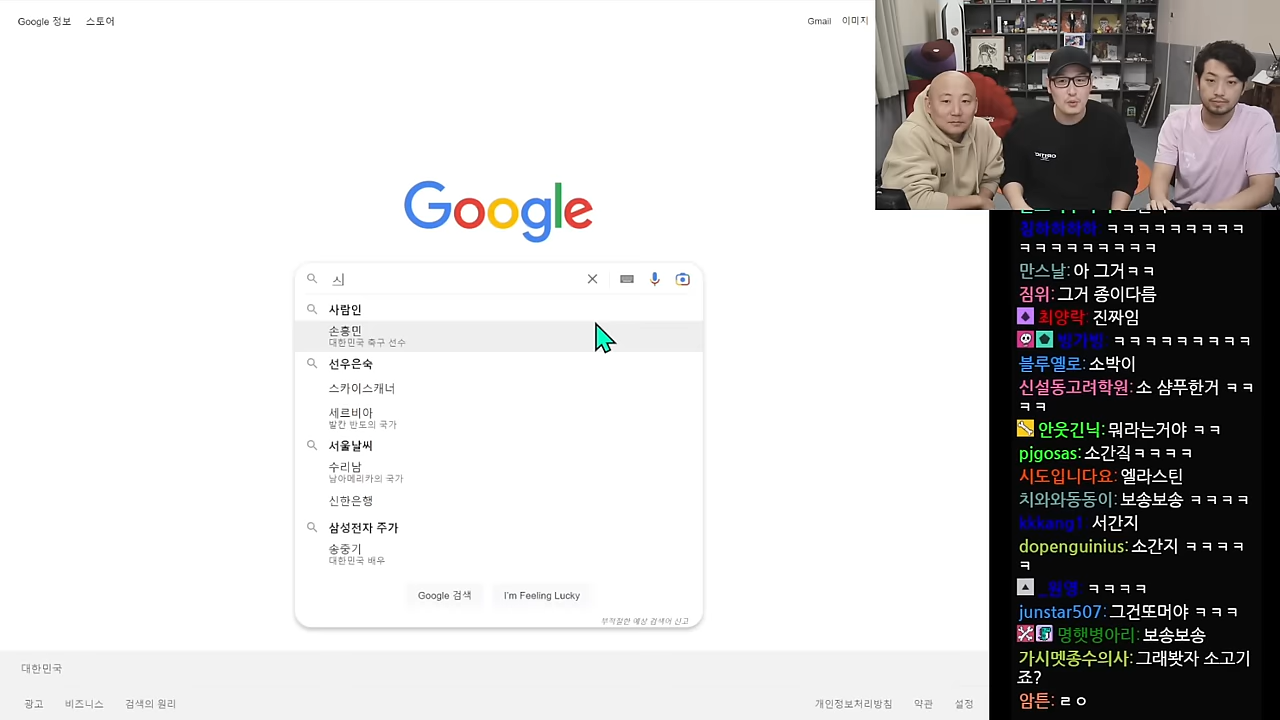 Google 정보 스토어
Gmail 이미지
Google
시
사람인
손흥민
대한민국 축구 선수
선우은숙
스카이스캐너
세르비아
발칸 반도의 국가
서울날씨
수리남
남아메리카의 국가
신한은행
삼성전자 주가
송중기
대한민국 배우
Google 검색 I'm Feeling Lucky
부적절한 예상 검색어 신고
대한민국
광고 비즈니스 검색의 원리
개인정보처리방침 약관 설정
ㅋㅋㅋㅋㅋㅋㅋㅋㅋ
ㅋㅋㅋㅋㅋㅋㅋㅋㅋ
만스날: 아 그거ㅋㅋ
짐위: 그거 종이다름
최양락: 진짜임
ㅋㅋㅋㅋㅋㅋㅋㅋㅋ
블루옐로: 소박이
신설동고려학원: 소 샴푸한거 ㅋㅋ
ㅋㅋ
안웃긴닉: 뭐라는거야 ㅋㅋ
pjgosas: 소간짘ㅋㅋㅋㅋ
시도입니다요: 엘라스틴
치와와동동이: 보송보송 ㅋㅋㅋㅋ
kkkang1: 서간지
dopenguinius: 소간지 ㅋㅋㅋㅋ
ㅋ
_원영: ㅋㅋㅋㅋ
junstar507: 그건또머야 ㅋㅋㅋ
명햇병아리: 보송보송
가시멧종수의사: 그래봣자 소고기
죠?
암튼: ㄹㅇ